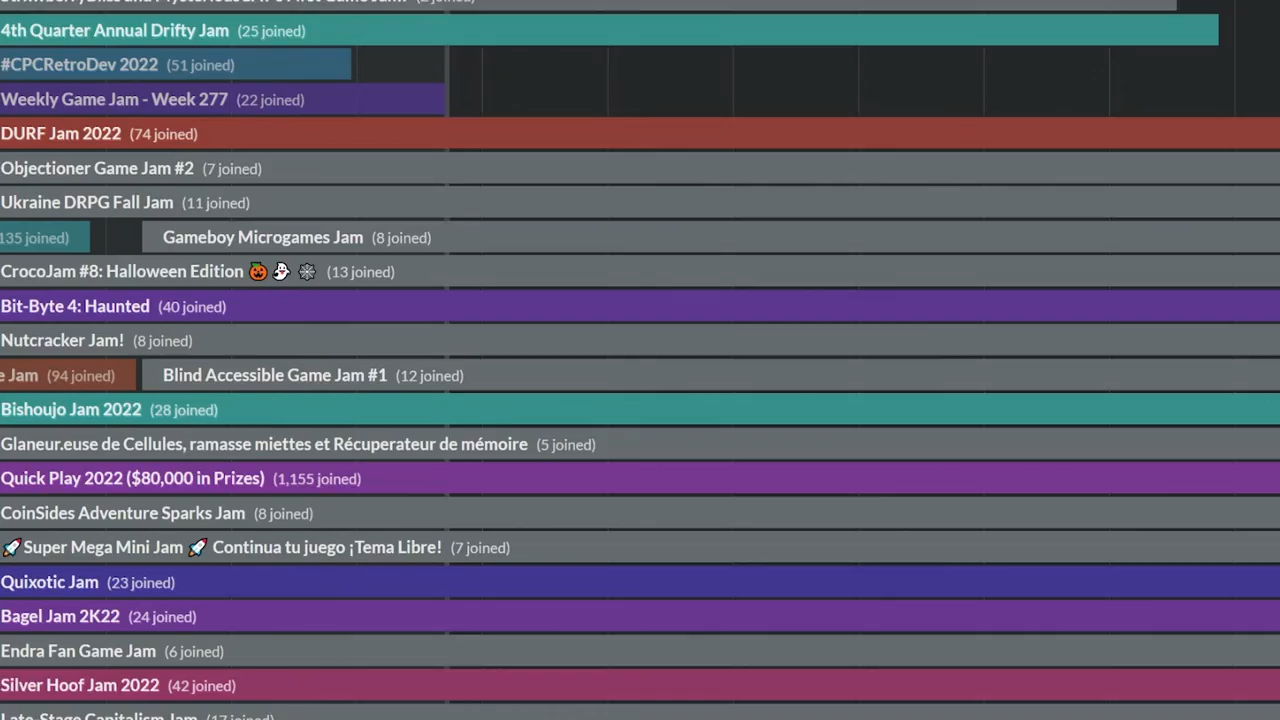 4th Quarter Annual Drifty Jam (25 joined)
#CPCRetroDev 2022 (51 joined)
Weekly Game Jam - Week 277 (22 joined)
DURF Jam 2022 (74 joined)
Objectioner Game Jam #2 (7 joined)
Ukraine DRPG Fall Jam (11 joined)
135 joined) Gameboy Microgames Jam (8 joined)
CrocoJam #8: Halloween Edition 🎃 👻 🕸 (13 joined)
Bit-Byte 4: Haunted (40 joined)
Nutcracker Jam! (8 joined)
e Jam (94 joined) Blind Accessible Game Jam #1 (12 joined)
Bishoujo Jam 2022 (28 joined)
Glaneur.euse de Cellules, ramasse miettes et Récuperateur de mémoire (5 joined)
Quick Play 2022 ($80,000 in Prizes) (1,155 joined)
CoinSides Adventure Sparks Jam (8 joined)
🚀Super Mega Mini Jam 🚀 Continua tu juego ¡Tema Libre! (7 joined)
Quixotic Jam (23 joined)
Bagel Jam 2K22 (24 joined)
Endra Fan Game Jam (6 joined)
Silver Hoof Jam 2022 (42 joined)
Late-Stage Capitalism Jam (17 joined)